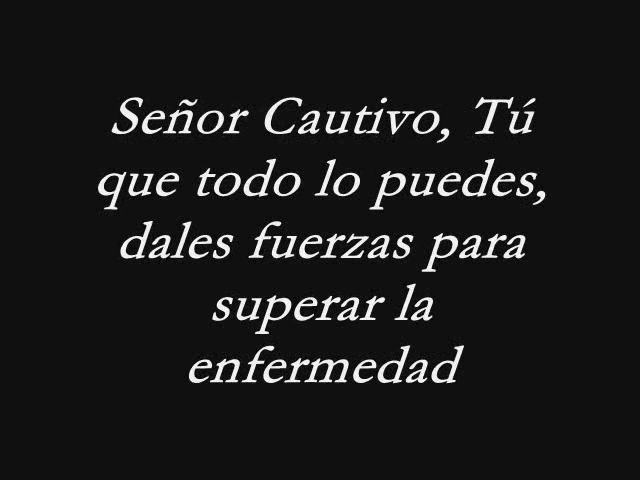 Señor Cautivo, Tú
que todo lo puedes,
dales fuerzas para
superar la
enfermedad